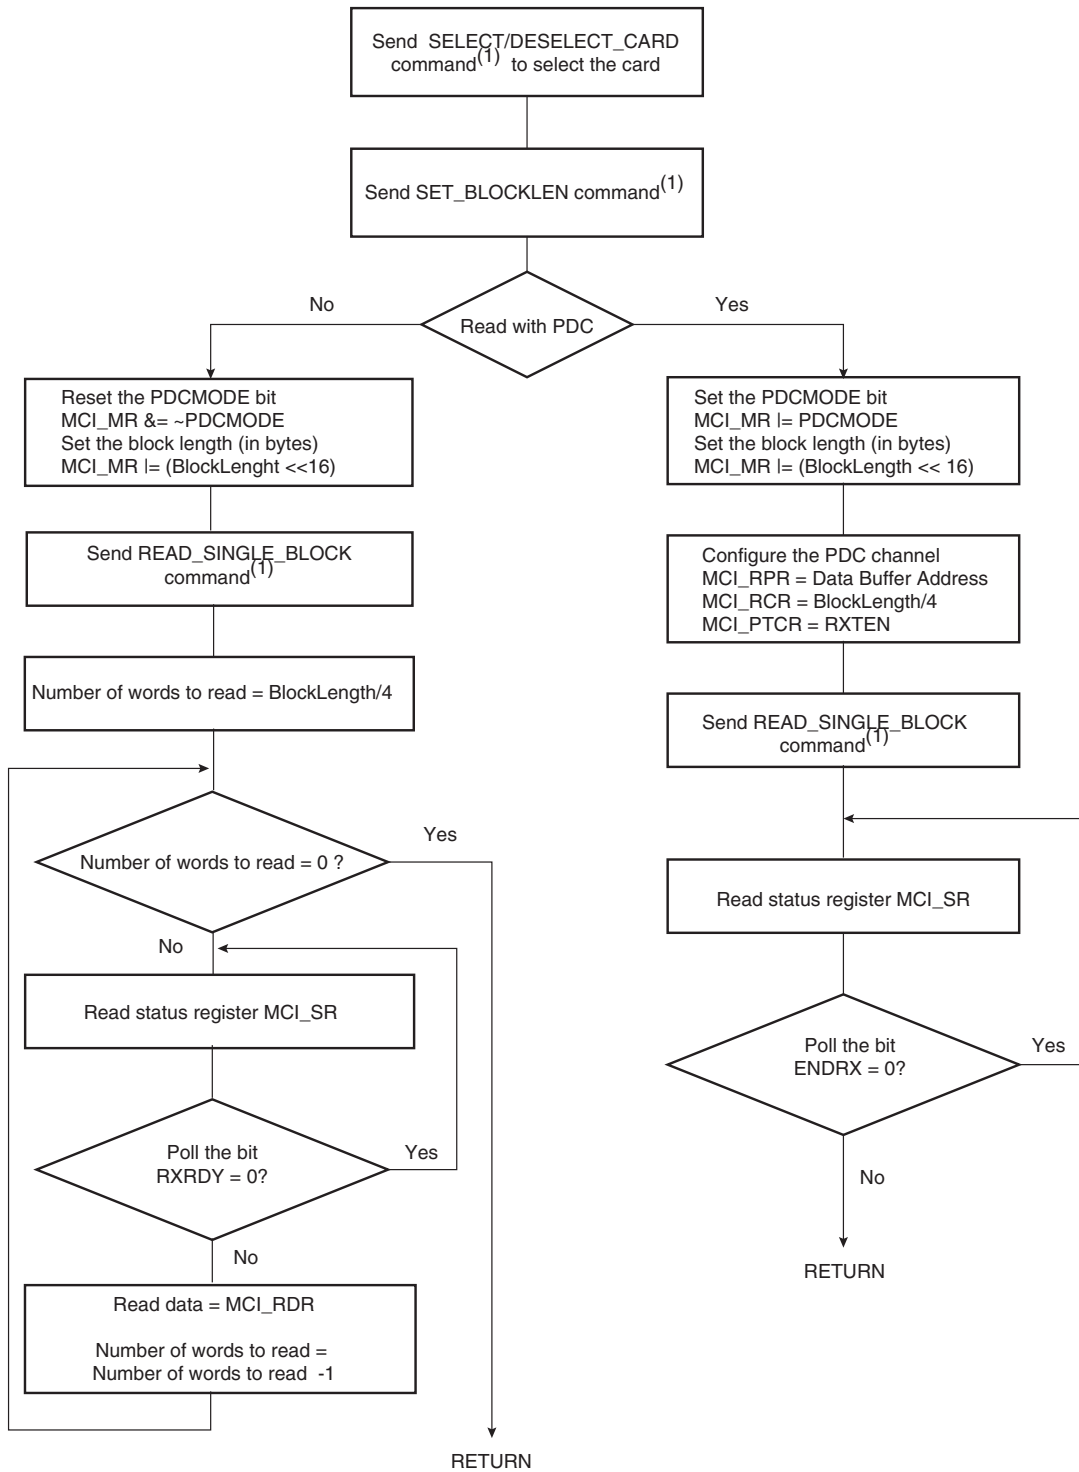 Send SELECT/DESELECT_CARD
command(1) to select the card
Send SET_BLOCKLEN command(1)
No
Yes
Read with PDC
Reset the PDCMODE bit
MCI_MR &= ~PDCMODE
Set the block length (in bytes)
MCI_MR |= (BlockLenght <<16)
Send READ_SINGLE_BLOCK
command(1)
Number of words to read = BlockLength/4
Number of words to read = 0 ?
Yes
No
Read status register MCI_SR
Poll the bit
RXRDY = 0?
Yes
No
Read data = MCI_RDR
Number of words to read =
Number of words to read -1
RETURN
Set the PDCMODE bit
MCI_MR |= PDCMODE
Set the block length (in bytes)
MCI_MR |= (BlockLength << 16)
Configure the PDC channel
MCI_RPR = Data Buffer Address
MCI_RCR = BlockLength/4
MCI_PTCR = RXTEN
Send READ_SINGLE_BLOCK
command(1)
Read status register MCI_SR
Poll the bit
ENDRX = 0?
Yes
No
RETURN